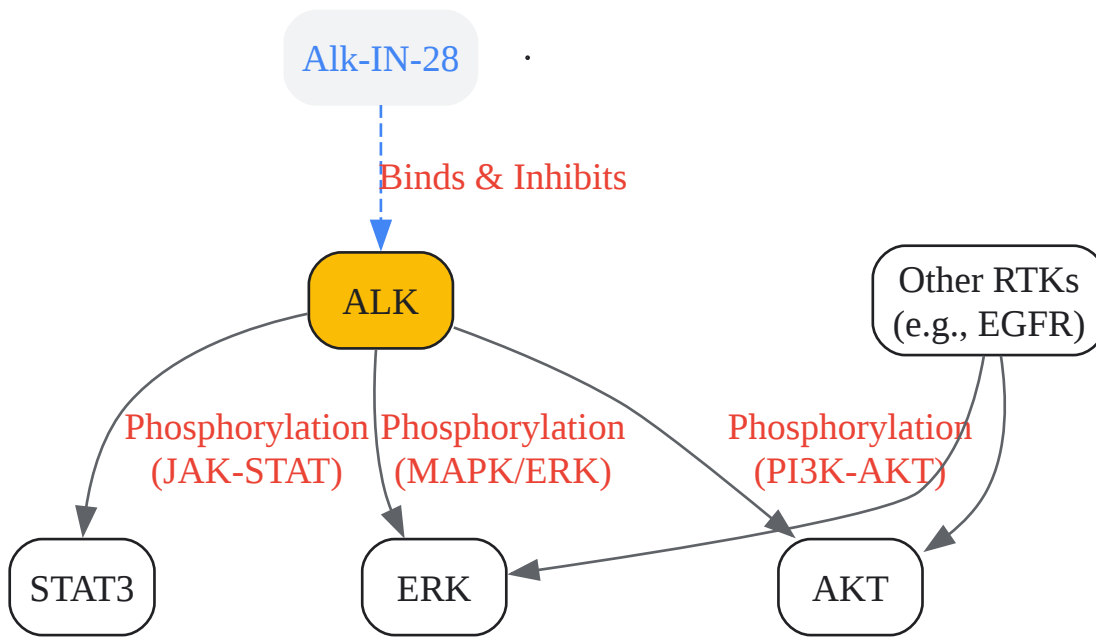 Alk-IN-28
.
Binds & Inhibits
ALK
Other RTKs
(e.g., EGFR)
Phosphorylation
(JAK-STAT)
Phosphorylation
(MAPK/ERK)
Phosphorylation
(PI3K-AKT)
STAT3
ERK
AKT